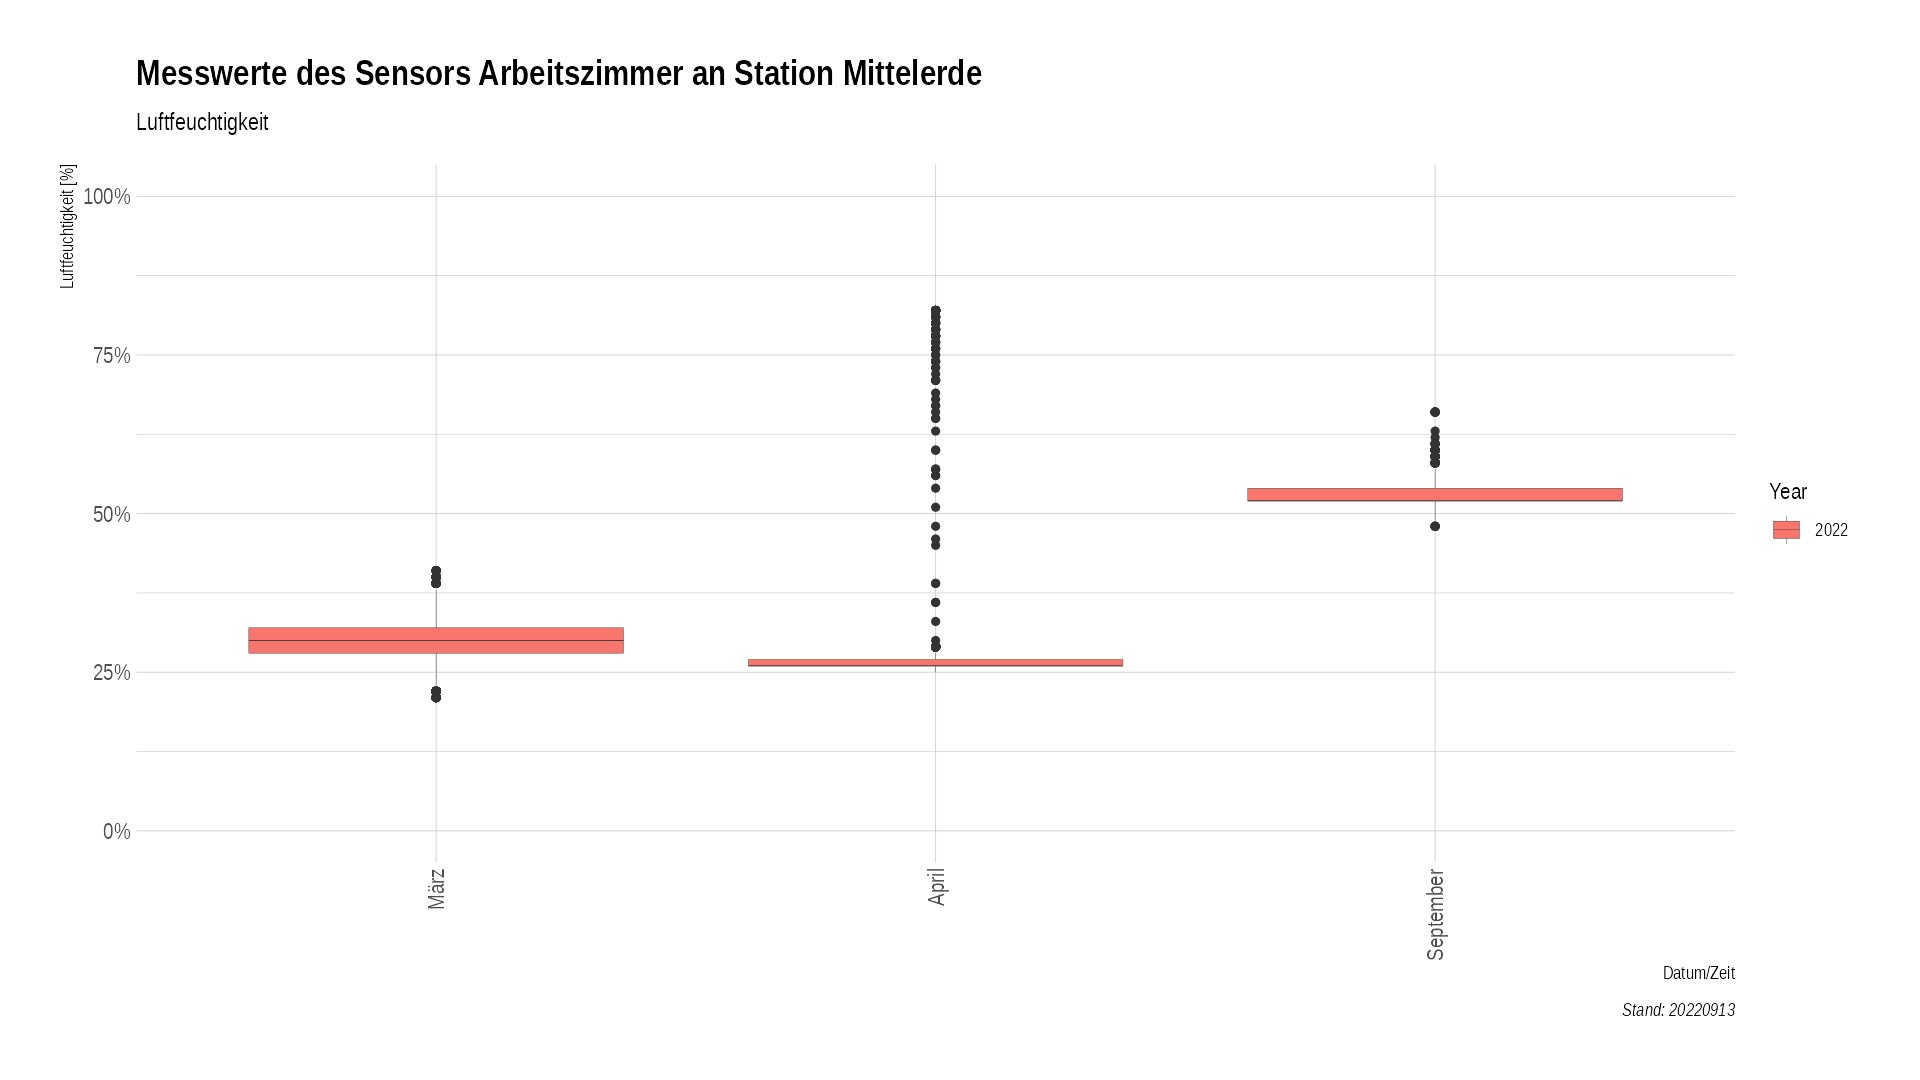 Messwerte des Sensors Arbeitszimmer an Station Mittelerde
Luftfeuchtigkeit
Luftfeuchtigkeit [%]
100%
75%
50%
25%
0%
März
April
September
Datum/Zeit
Stand: 20220913
Year
2022